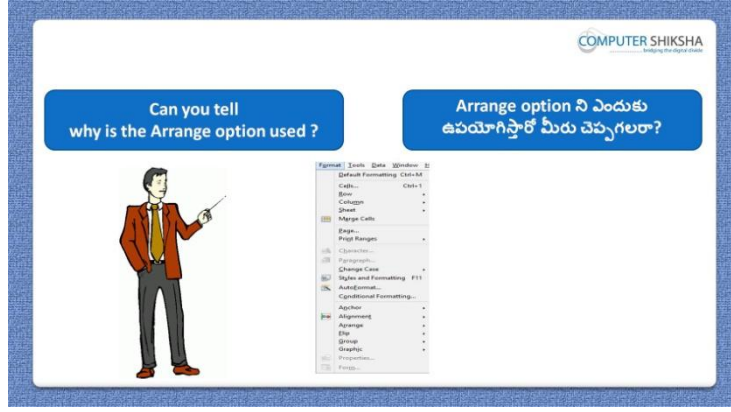 COMPUTER SHIKSHA
bridging the digital divide
Can you tell
why is the Arrange option used ?
Arrange option ని ఎందుకు
ఉపయోగిస్తారో మీరు చెప్పగలరా?
Format Tools Data Window
Default Formatting Ctrl+M
Cells... Ctrl+1
Row
Column
Sheet
Merge Cells
Page...
Print Ranges
Character...
Paragraph...
Change Case
Styles and Formatting F11
AutoFormat...
Conditional Formatting...
Anchor
Alignment
Arrange
Flip
Group
Graphic
Properties...
Form...